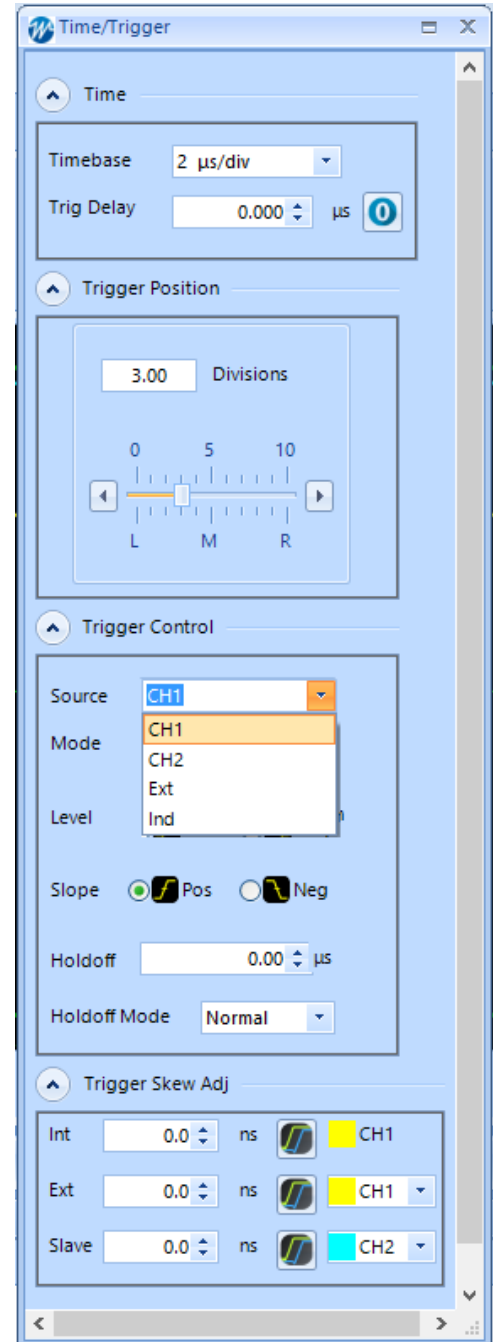 Time/Trigger
Time
Timebase 2 µs/div
Trig Delay 0.000 µs
Trigger Position
3.00 Divisions
0 5 10
L M R
Trigger Control
Source CH1
CH1
Mode
CH2
Ext
Level
Ind
Slope Pos Neg
Holdoff 0.00 µs
Holdoff Mode Normal
Trigger Skew Adj
Int 0.0 ns CH1
Ext 0.0 ns CH1
Slave 0.0 ns CH2